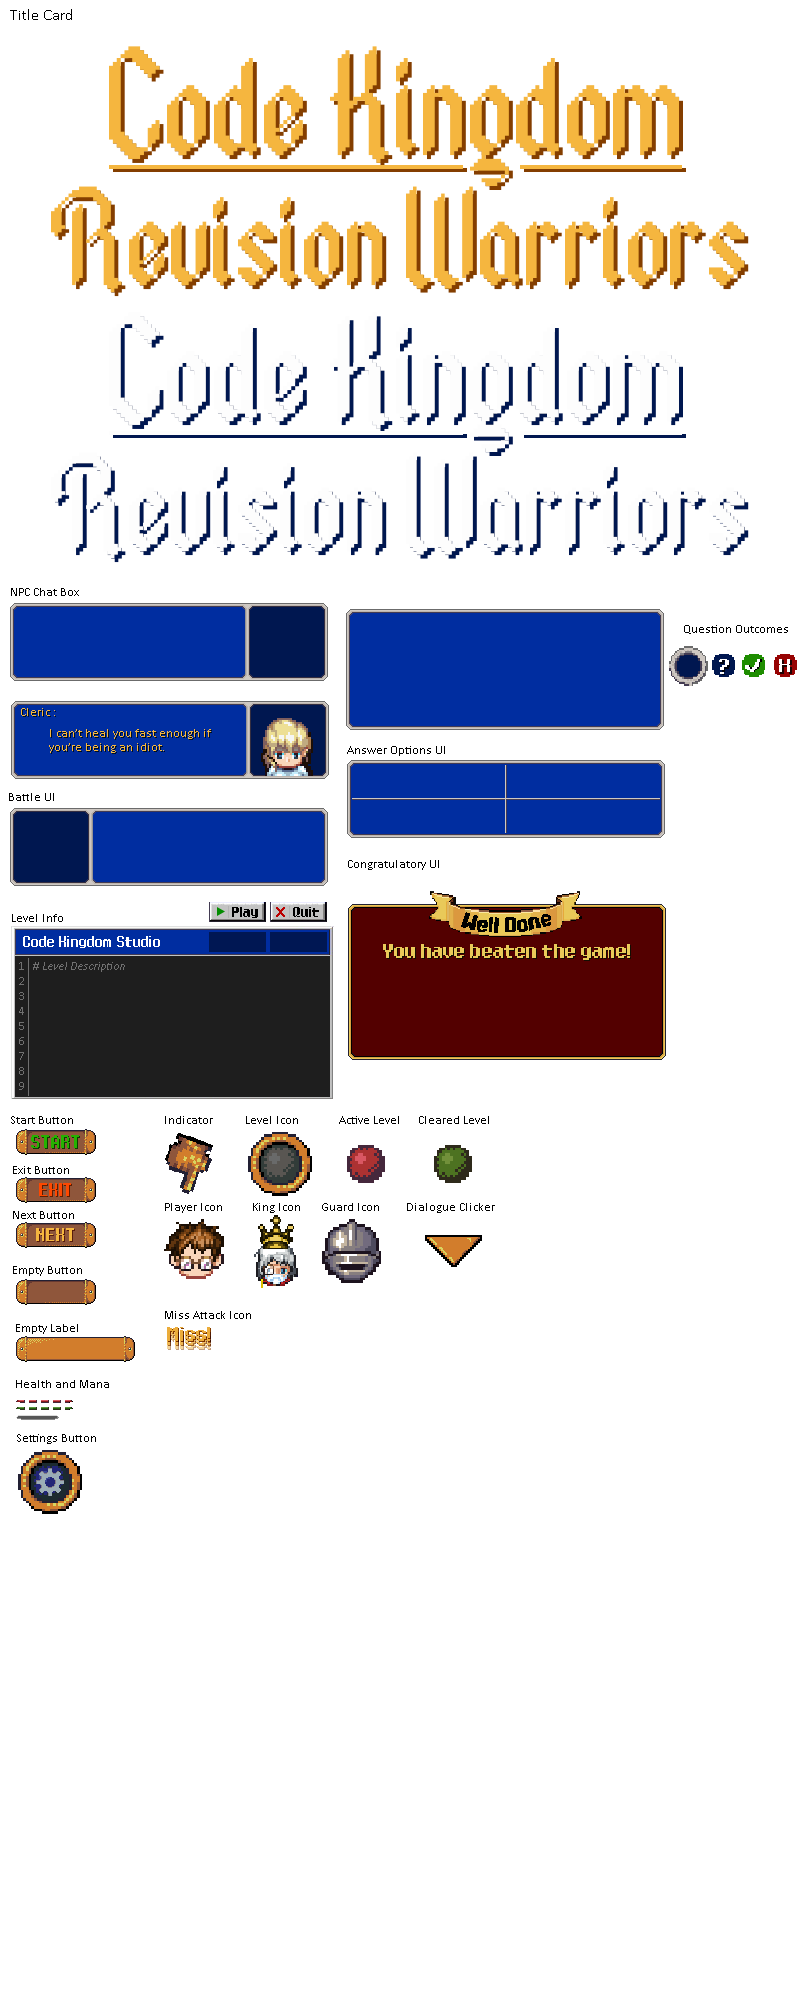 Title Card
Code Kingdom
Revision Warriors
Code Kingdom
Revision Warriors
NPC Chat Box
Cleric :
I can't heal you fast enough if
you're being an idiot.
Question Outcomes
?
H
Answer Options UI
Battle UI
Congratulatory UI
Level Info
Play
Quit
Code Kingdom Studio
1 # Level Description
2
3
4
5
6
7
8
9
Well Done
You have beaten the game!
Start Button
START
Exit Button
EXIT
Next Button
NEXT
Empty Button
Empty Label
Health and Mana
Settings Button
Indicator
Level Icon
Active Level
Cleared Level
Player Icon
King Icon
Guard Icon
Dialogue Clicker
Miss Attack Icon
Miss!